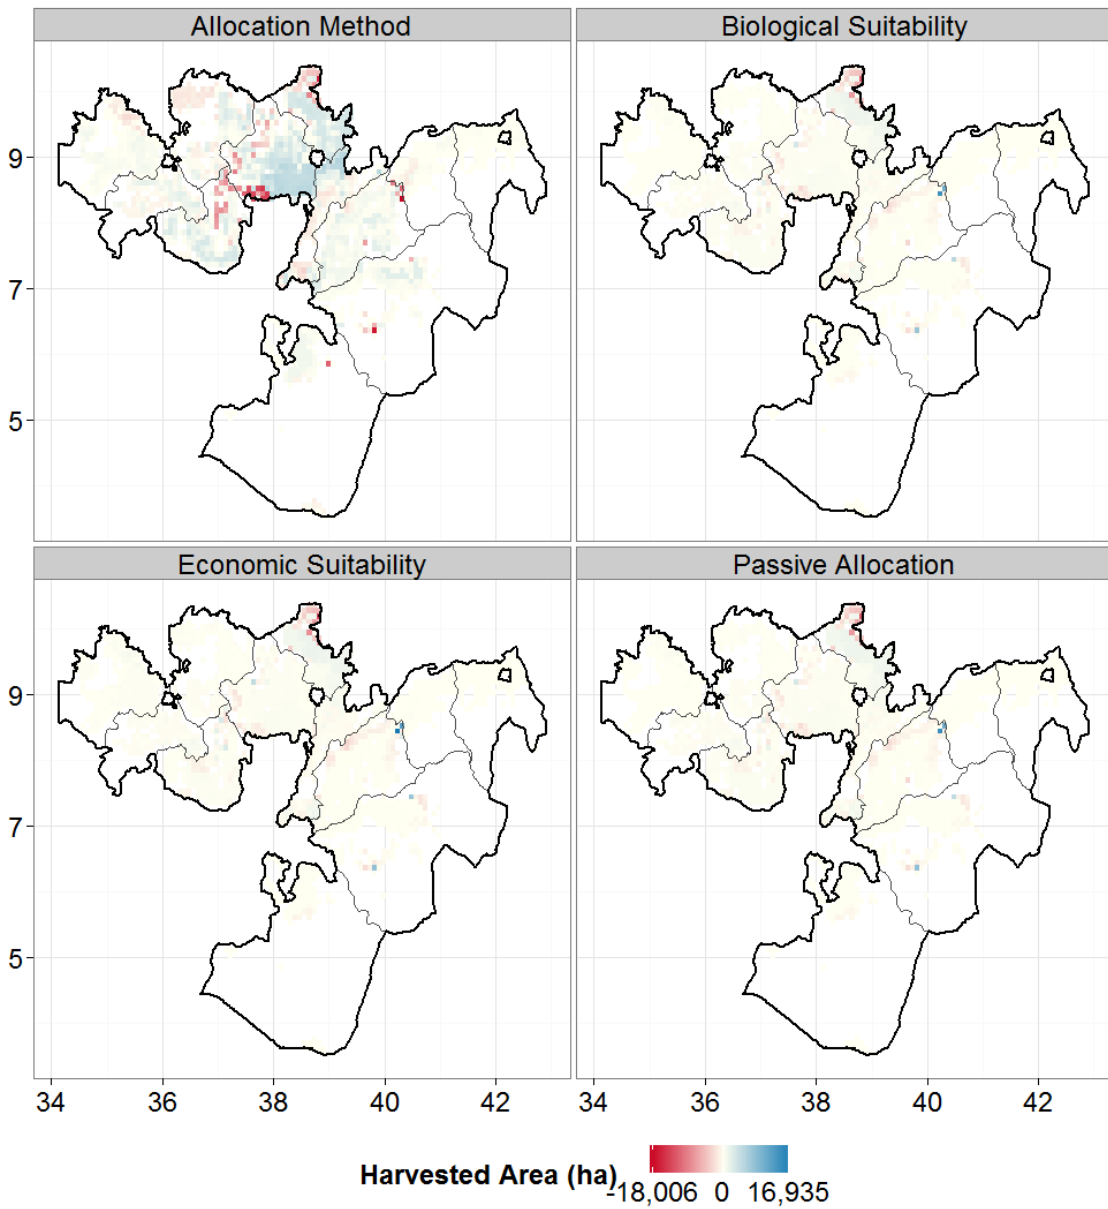 Allocation Method
Biological Suitability
9
7
5
Economic Suitability
Passive Allocation
9
7
5
34 36 38 40 42 34 36 38 40 42
Harvested Area (ha)
-18,006 0 16,935